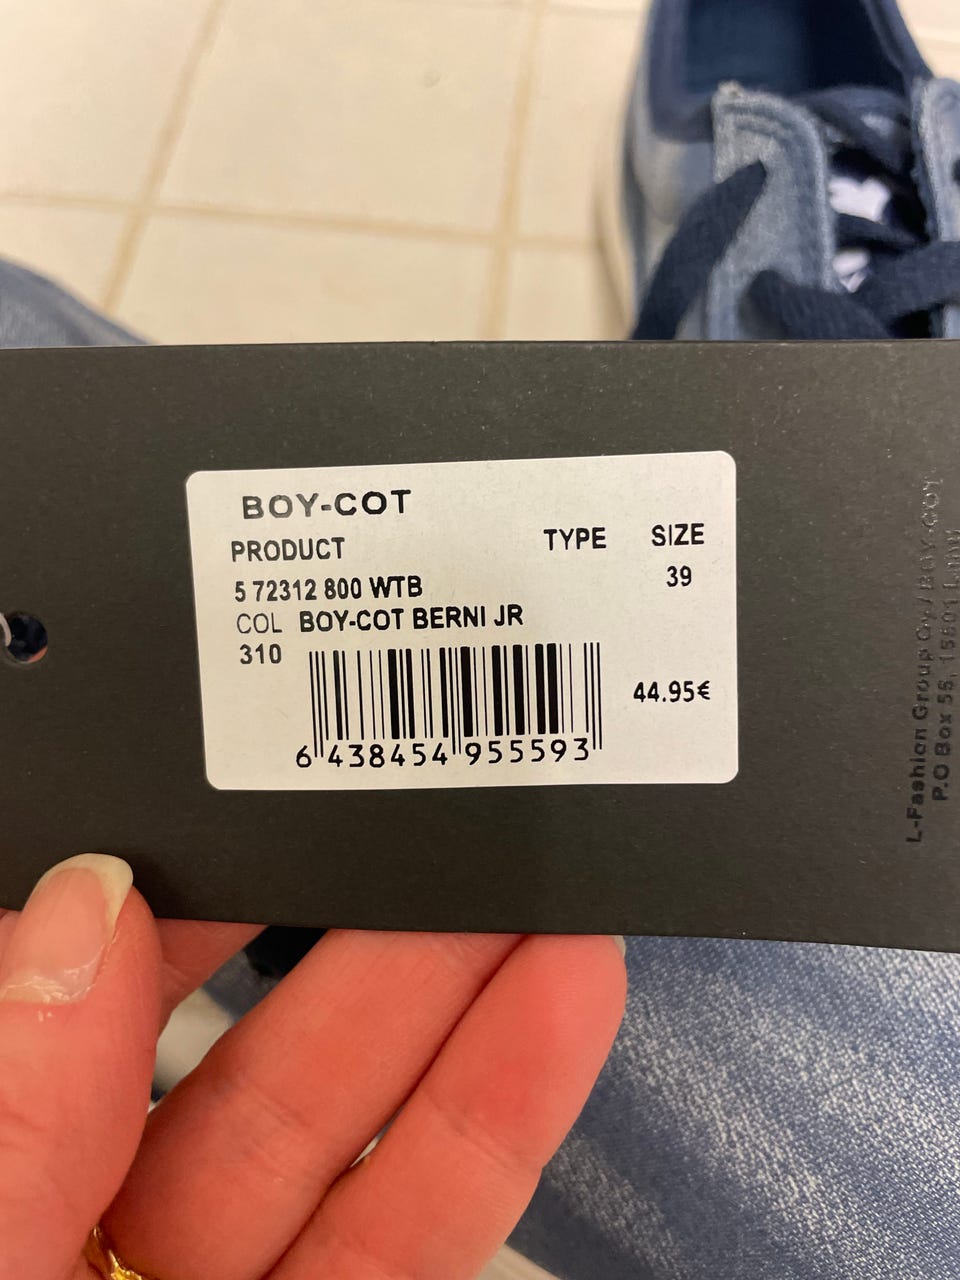 BOY-COT
PRODUCT TYPE SIZE
5 72312 800 WTB 39
COL BOY-COT BERNI JR
310
44.95€
6 438454 955593
L-Fashion Group Oy / BOY-COT
P.O Box 55, 15501